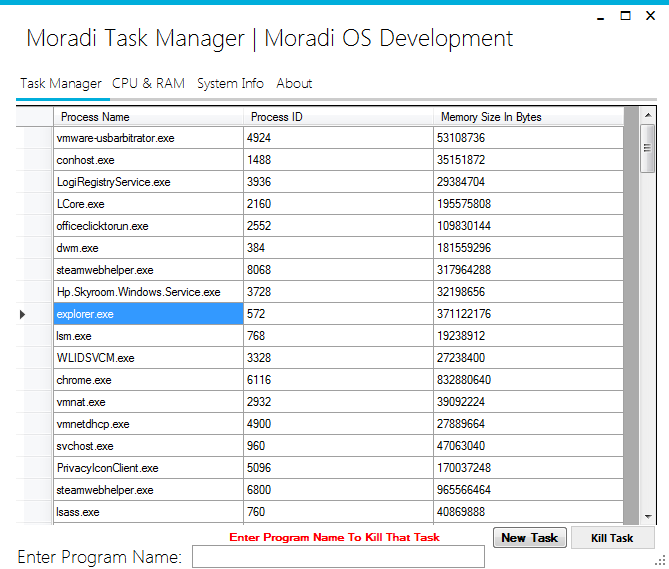 Moradi Task Manager | Moradi OS Development
Task Manager CPU & RAM System Info About
Process Name Process ID Memory Size In Bytes
vmware-usbarbitrator.exe 4924 53108736
conhost.exe 1488 35151872
LogiRegistryService.exe 3936 29384704
LCore.exe 2160 195575808
officeclicktorun.exe 2552 109830144
dwm.exe 384 181559296
steamwebhelper.exe 8068 317964288
Hp.Skyroom.Windows.Service.exe 3728 32198656
explorer.exe 572 371122176
lsm.exe 768 19238912
WLIDSVCM.exe 3328 27238400
chrome.exe 6116 832880640
vmnat.exe 2932 39092224
vmnetdhcp.exe 4900 27889664
svchost.exe 960 47063040
PrivacyIconClient.exe 5096 170037248
steamwebhelper.exe 6800 965566464
lsass.exe 760 40869888
Enter Program Name To Kill That Task New Task Kill Task
Enter Program Name: